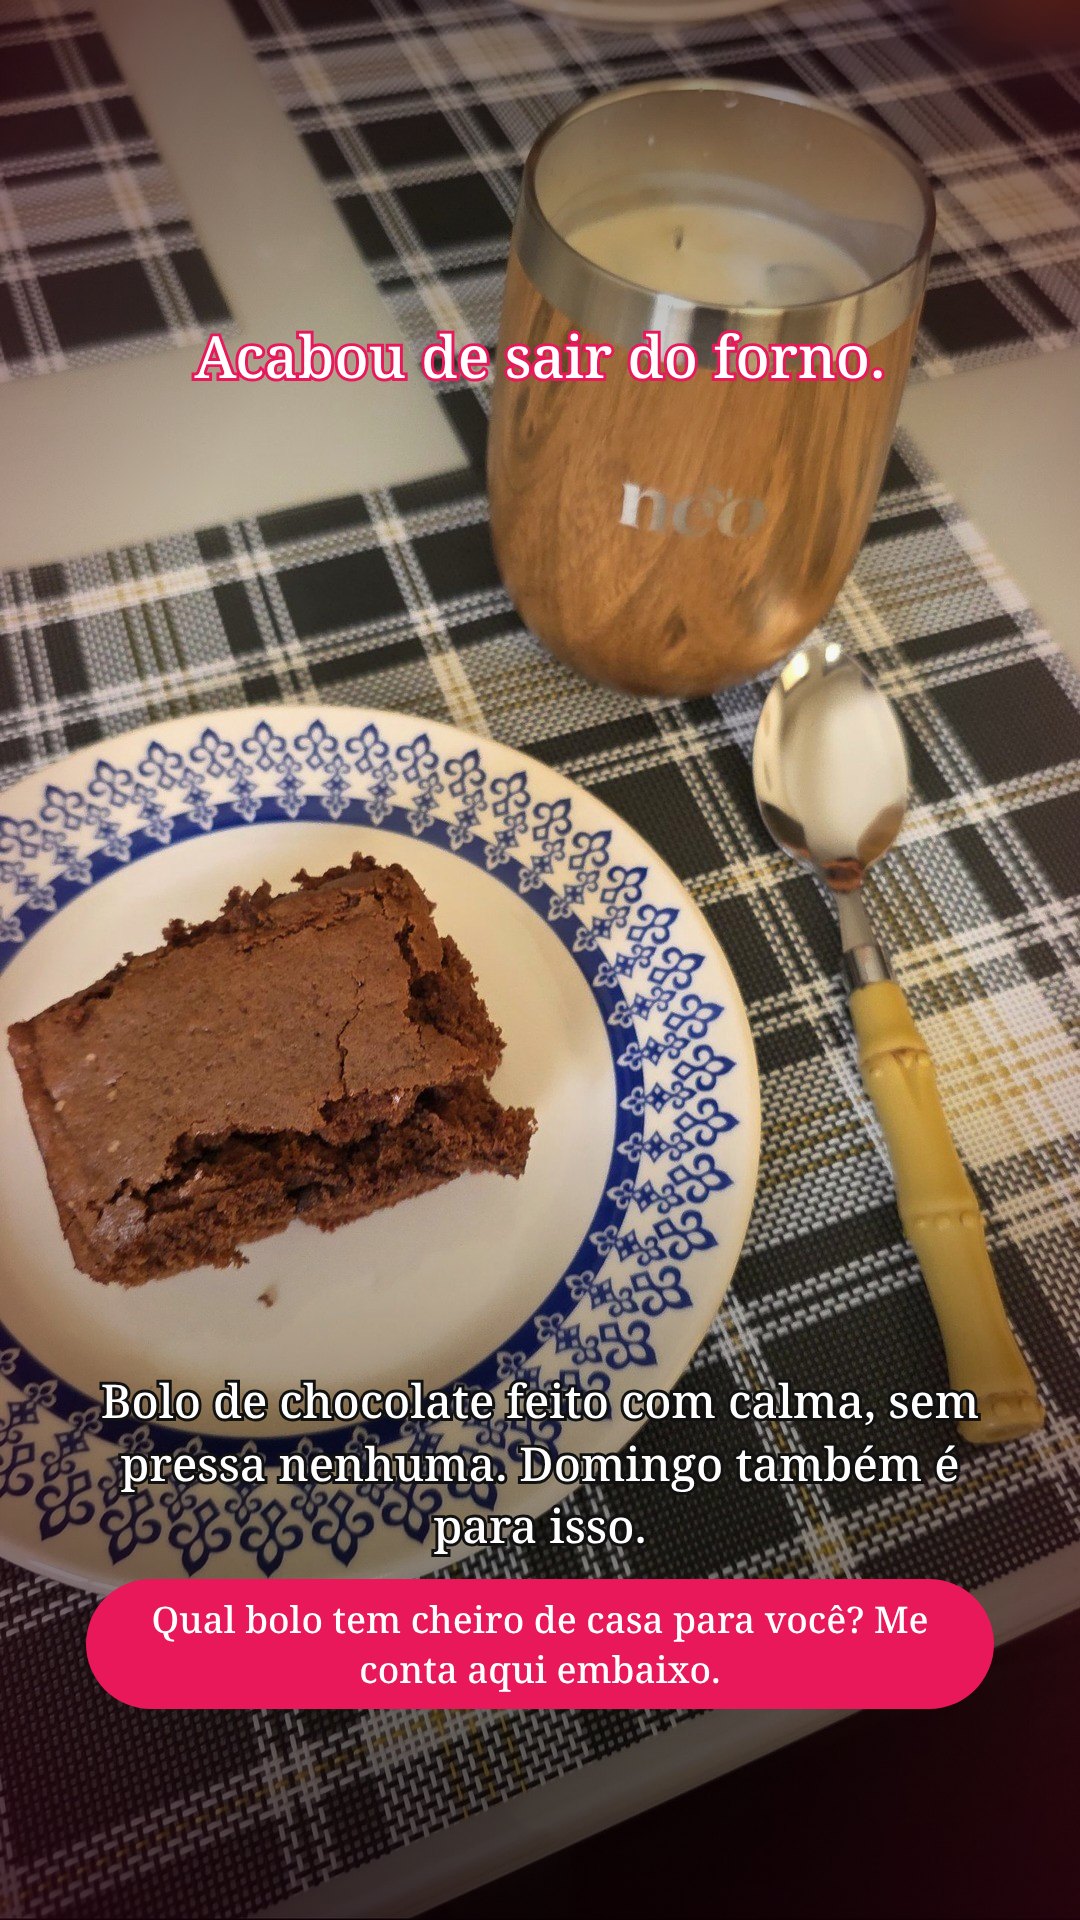 Acabou de sair do forno.
Bolo de chocolate feito com calma, sem
pressa nenhuma. Domingo também é
para isso.
Qual bolo tem cheiro de casa para você? Me
conta aqui embaixo.